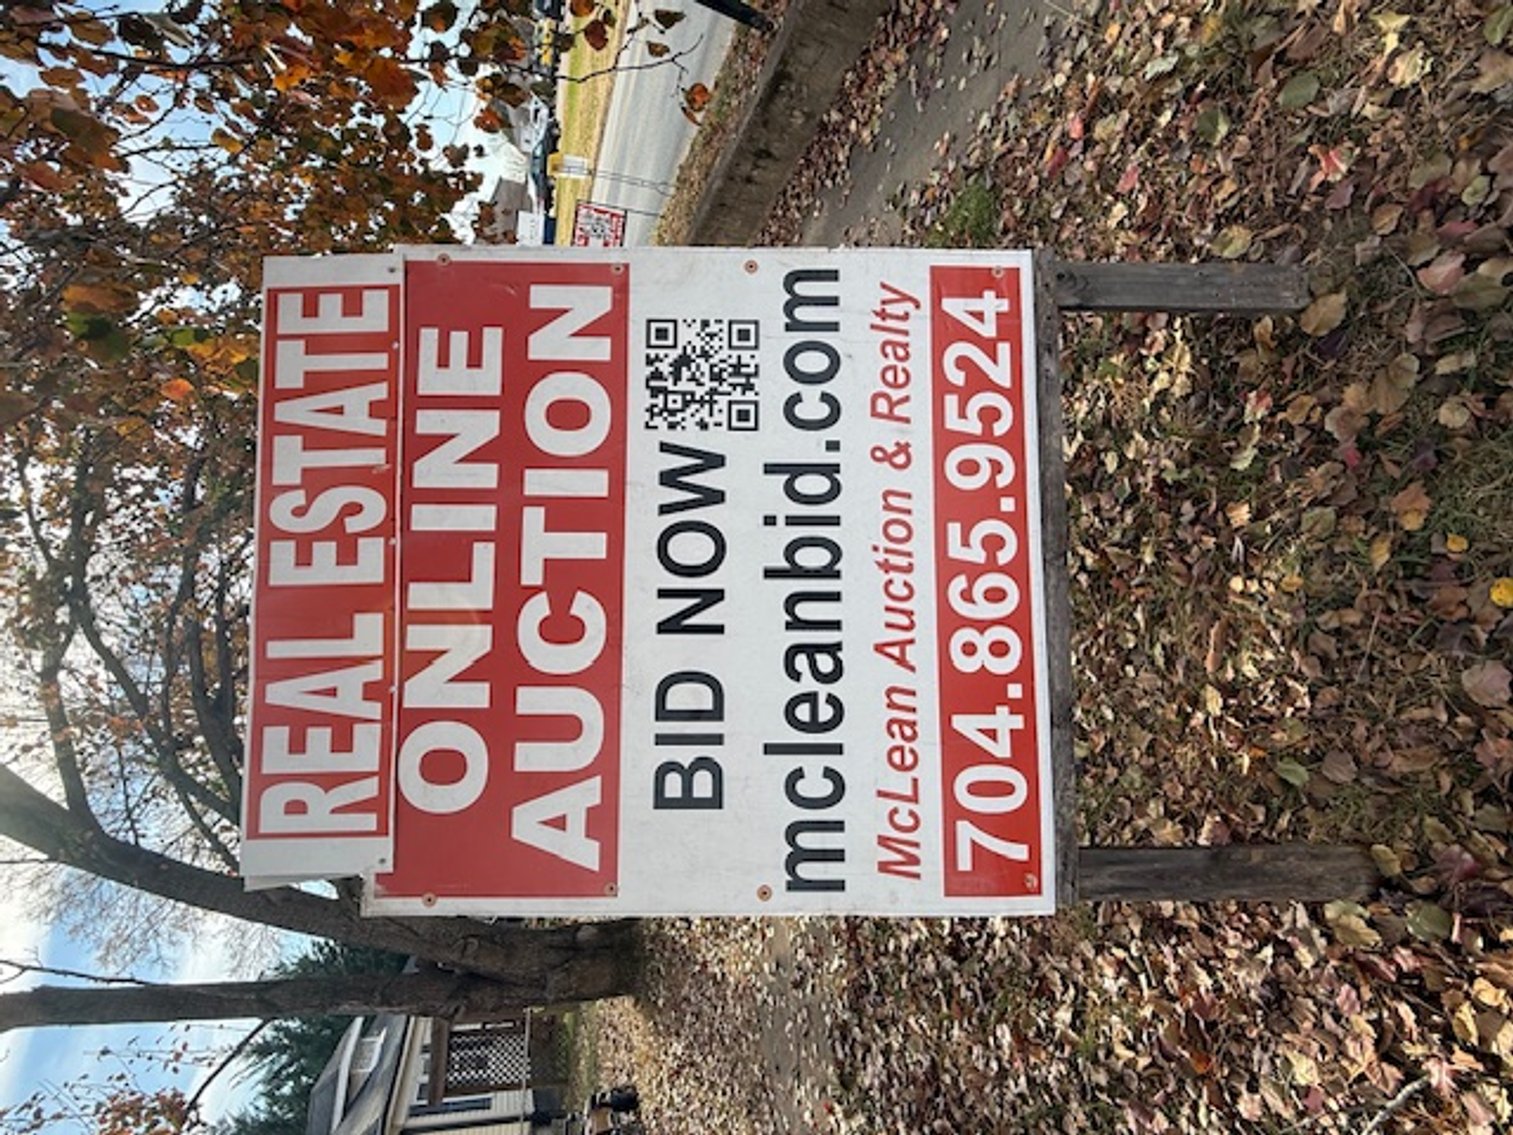 REAL ESTATE
ONLINE
AUCTION
BID NOW
mcleanbid.com
McLean Auction & Realty
704.865.9524